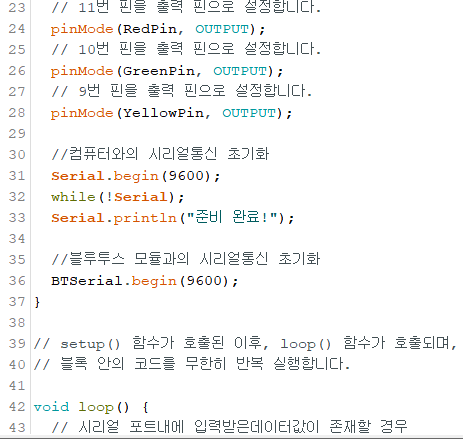 23 // 11번 핀을 출력 핀으로 설정합니다.
24 pinMode(RedPin, OUTPUT);
25 // 10번 핀을 출력 핀으로 설정합니다.
26 pinMode(GreenPin, OUTPUT);
27 // 9번 핀을 출력 핀으로 설정합니다.
28 pinMode(YellowPin, OUTPUT);
29
30 //컴퓨터와의 시리얼통신 초기화
31 Serial.begin(9600);
32 while(!Serial);
33 Serial.println("준비 완료!");
34
35 //블루투스 모듈과의 시리얼통신 초기화
36 BTSerial.begin(9600);
37 }
38
39 // setup() 함수가 호출된 이후, loop() 함수가 호출되며,
40 // 블록 안의 코드를 무한히 반복 실행합니다.
41
42 void loop() {
43 // 시리얼 포트내에 입력받은데이터값이 존재할 경우